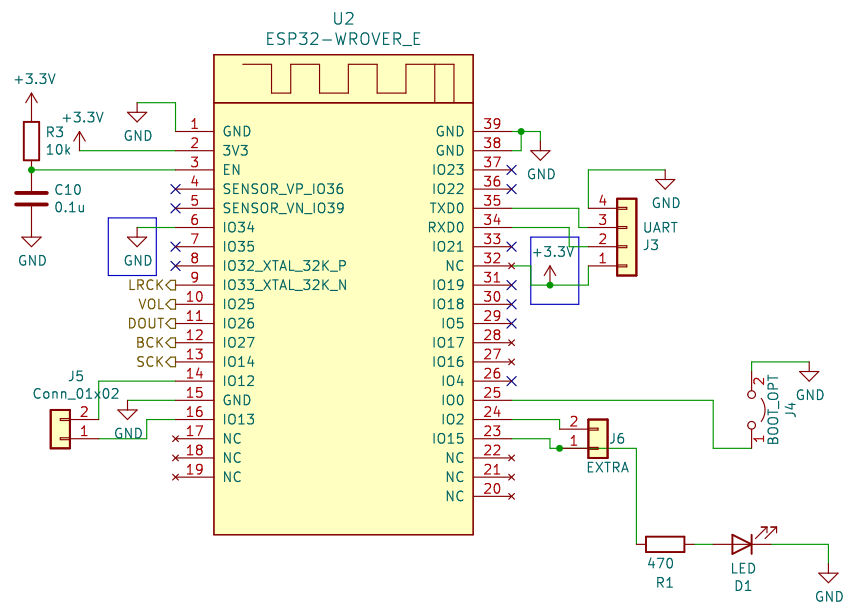 U2
ESP32-WROVER_E
+3.3V
R3
10k
C10
0.1u
GND
+3.3V
GND
1 GND
2 3V3
3 EN
4 SENSOR_VP_IO36
5 SENSOR_VN_IO39
6 IO34
7 IO35
8 IO32_XTAL_32K_P
9 IO33_XTAL_32K_N
10 IO25
11 IO26
12 IO27
13 IO14
14 IO12
15 GND
16 IO13
17 NC
18 NC
19 NC
GND
LRCK
VOL
DOUT
BCK
SCK
J5
Conn_01x02
2
1
GND
GND 39
GND 38
IO23 37
IO22 36
TXD0 35
RXD0 34
IO21 33
NC 32
IO19 31
IO18 30
IO5 29
IO17 28
IO16 27
IO4 26
IO0 25
IO2 24
IO15 23
NC 22
NC 21
NC 20
GND
+3.3V
GND
4
3
2
1
UART
J3
GND
2
1
BOOT_OPT
J4
2
1
J6
EXTRA
470
R1
LED
D1
GND